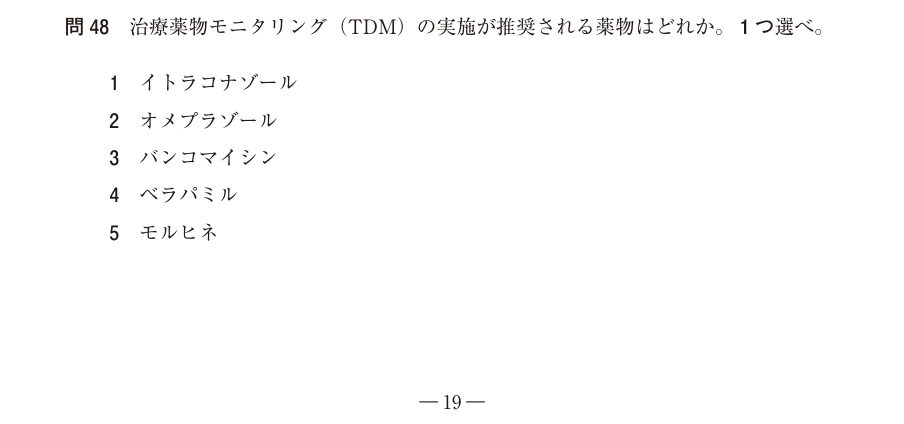 問 48 治療薬物モニタリング（TDM）の実施が推奨される薬物はどれか。1つ選べ。
1 イトラコナゾール
2 オメプラゾール
3 バンコマイシン
4 ベラパミル
5 モルヒネ
— 19 —